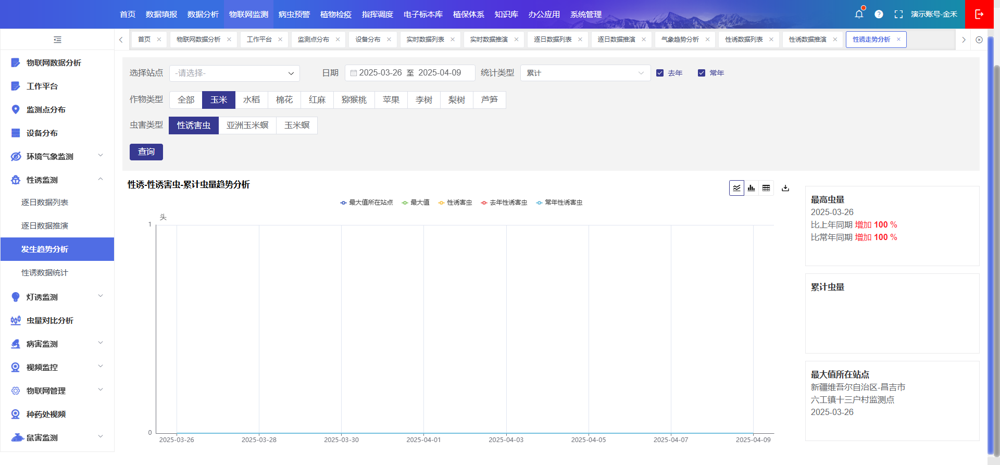 首页 数据填报 数据分析 物联网监测 病虫预警 植物检疫 指挥调度 电子标本库 植保体系 知识库 办公应用 系统管理 演示账号-金禾
首页 物联网数据分析 工作平台 监测点分布 设备分布 实时数据列表 实时数据推演 逐日数据列表 逐日数据推演 气象趋势分析 性诱数据列表 性诱数据推演 性诱走势分析
物联网数据分析
工作平台
监测点分布
设备分布
环境气象监测
性诱监测
逐日数据列表
逐日数据推演
发生趋势分析
性诱数据统计
灯诱监测
虫量对比分析
病害监测
视频监控
物联网管理
种药处视频
鼠害监测
选择站点 -请选择- 日期 2025-03-26 至 2025-04-09 统计类型 累计 去年 常年
作物类型 全部 玉米 水稻 棉花 红麻 猕猴桃 苹果 李树 梨树 芦笋
虫害类型 性诱害虫 亚洲玉米螟 玉米螟
查询
性诱-性诱害虫-累计虫量趋势分析
最大值所在站点 最大值 性诱害虫 去年性诱害虫 常年性诱害虫
头
1
0
2025-03-26 2025-03-28 2025-03-30 2025-04-01 2025-04-03 2025-04-05 2025-04-07 2025-04-09
最高虫量
2025-03-26
比上年同期 增加 100 %
比常年同期 增加 100 %
累计虫量
最大值所在站点
新疆维吾尔自治区-昌吉市
六工镇十三户村监测点
2025-03-26